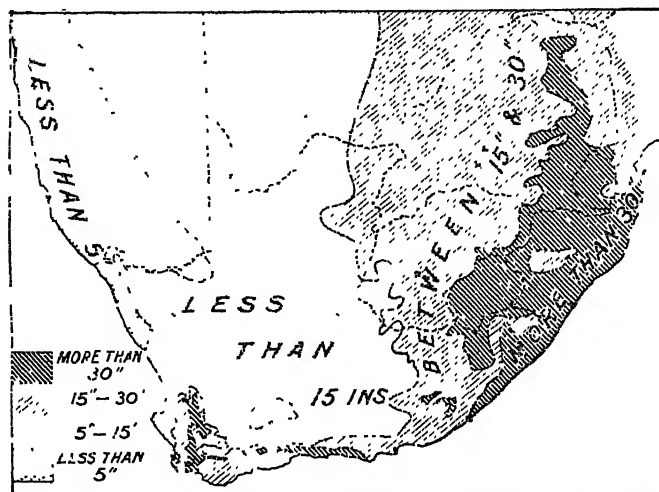 LESS THAN 5"
BETWEEN 15" & 30"
MORE THAN 30"
LESS
THAN
15 INS
MORE THAN
30"
15"-30'
5"-15'
LESS THAN
5"